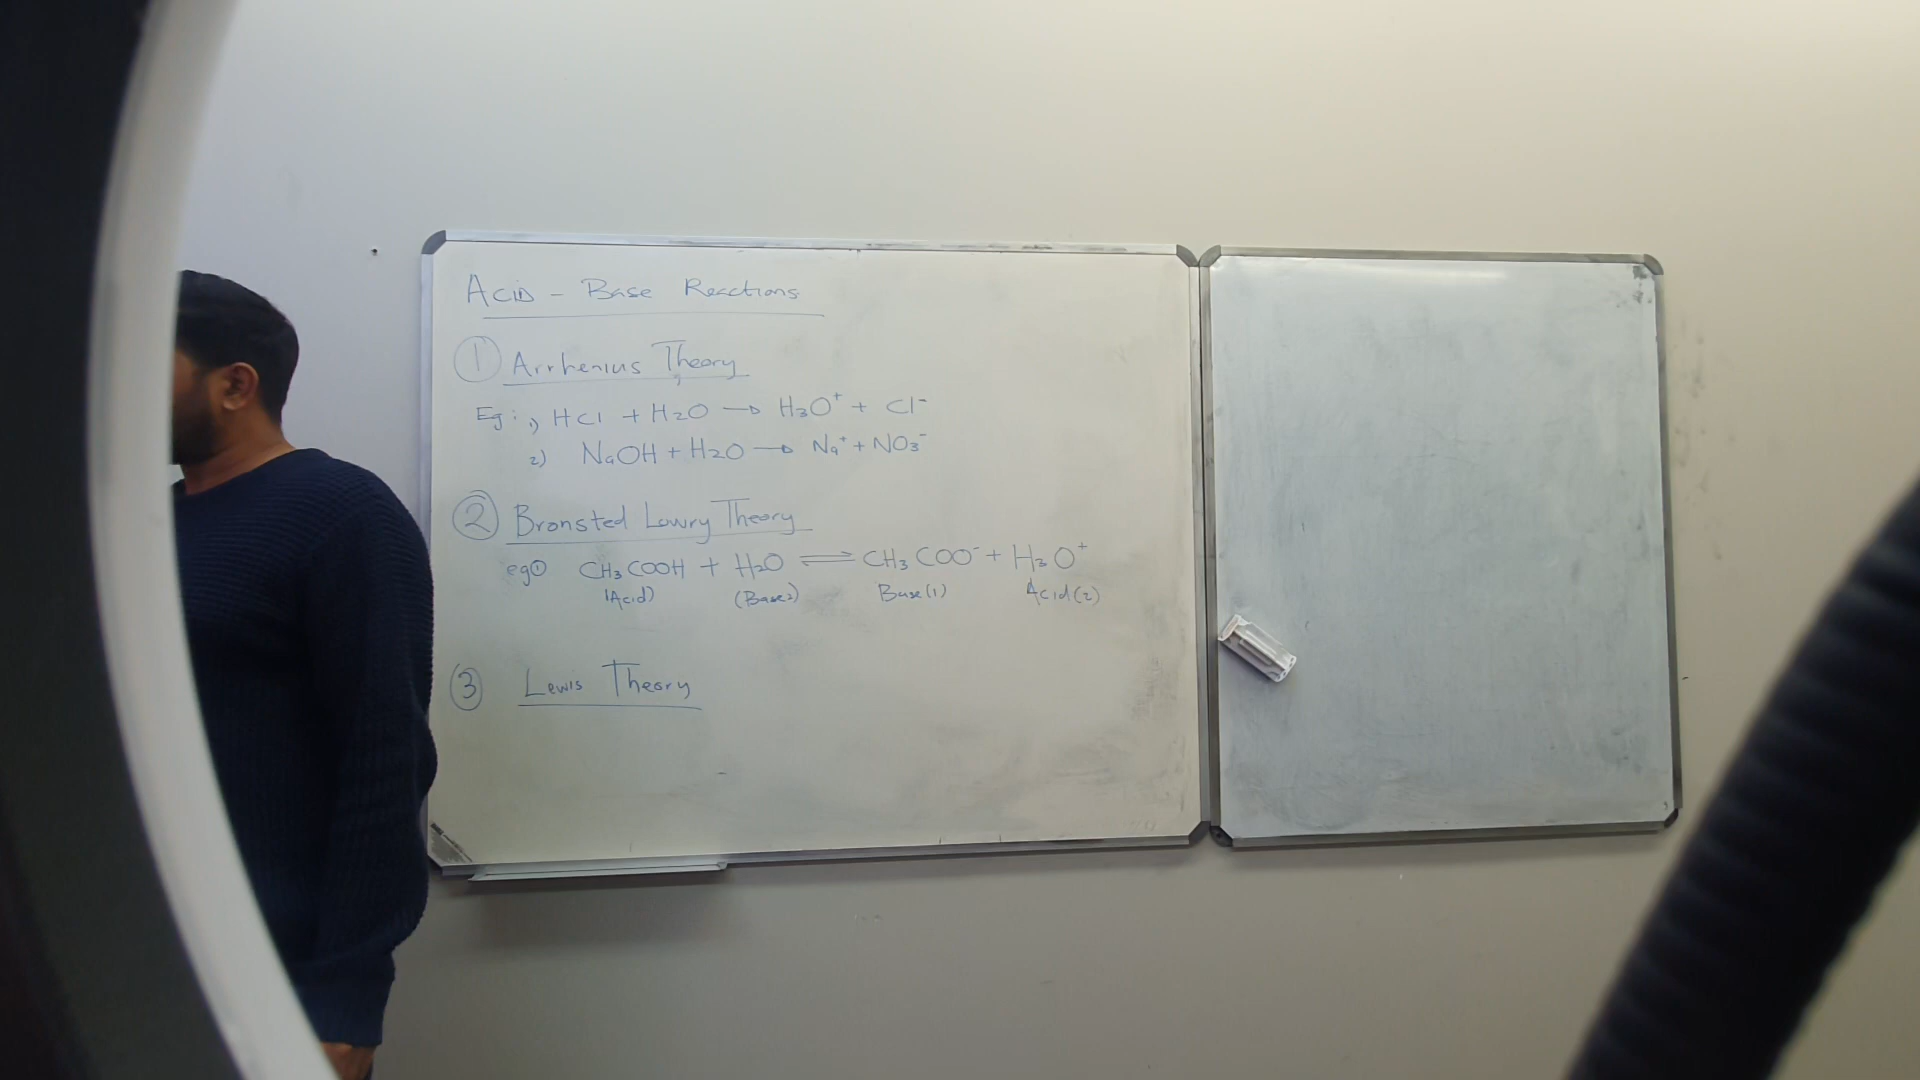 Acid - Base Reactions
① Arrhenius Theory
Eg: 1) HCl + H2O → H3O+ + Cl-
2) NaOH + H2O → Na+ + NO3-
② Bronsted Lowry Theory
eg① CH3COOH + H2O ⇌ CH3COO- + H3O+
(Acid) (Base2) Base(1) Acid(2)
③ Lewis Theory